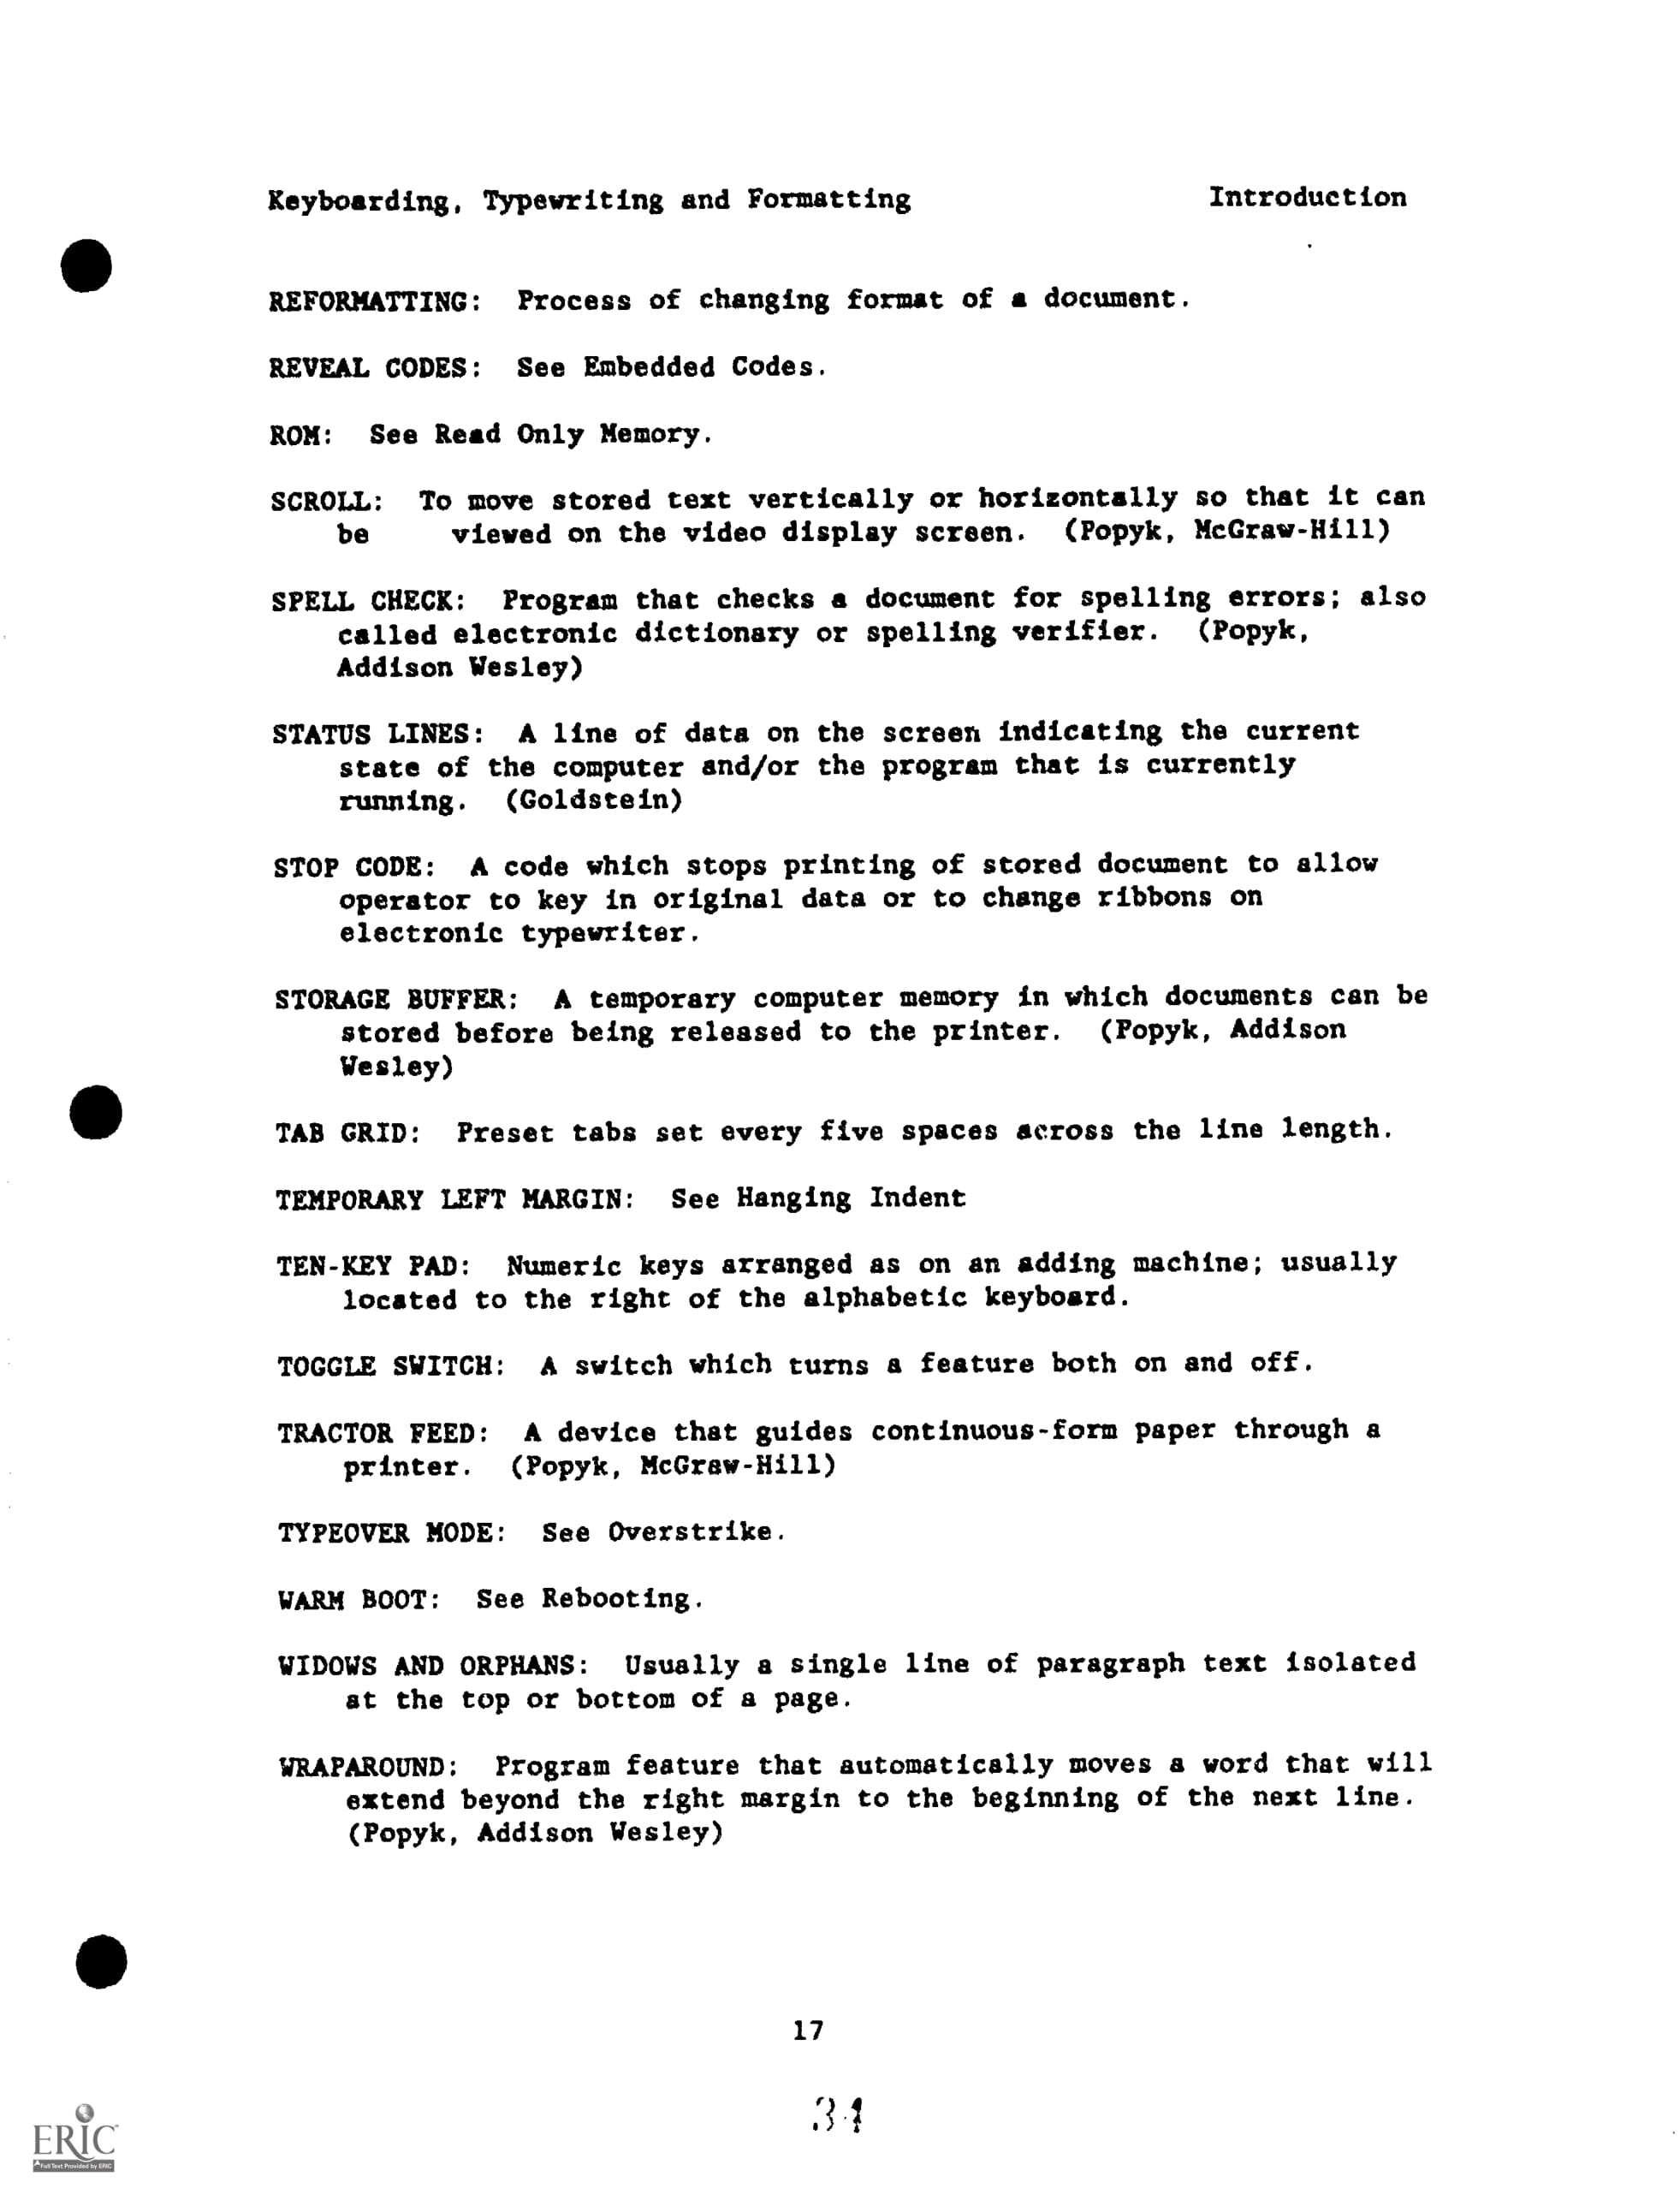 Keyboarding, Typewriting and Formatting Introduction
REFORMATTING: Process of changing format of a document.
REVEAL CODES: See Embedded Codes.
ROM: See Read Only Memory.
SCROLL: To move stored text vertically or horizontally so that it can
be viewed on the video display screen. (Popyk, McGraw-Hill)
SPELL CHECK: Program that checks a document for spelling errors; also
called electronic dictionary or spelling verifier. (Popyk,
Addison Wesley)
STATUS LINES: A line of data on the screen indicating the current
state of the computer and/or the program that is currently
running. (Goldstein)
STOP CODE: A code which stops printing of stored document to allow
operator to key in original data or to change ribbons on
electronic typewriter.
STORAGE BUFFER: A temporary computer memory in which documents can be
stored before being released to the printer. (Popyk, Addison
Wesley)
TAB GRID: Preset tabs set every five spaces across the line length.
TEMPORARY LEFT MARGIN: See Hanging Indent
TEN-KEY PAD: Numeric keys arranged as on an adding machine; usually
located to the right of the alphabetic keyboard.
TOGGLE SWITCH: A switch which turns a feature both on and off.
TRACTOR FEED: A device that guides continuous-form paper through a
printer. (Popyk, McGraw-Hill)
TYPEOVER MODE: See Overstrike.
WARM BOOT: See Rebooting.
WIDOWS AND ORPHANS: Usually a single line of paragraph text isolated
at the top or bottom of a page.
WRAPAROUND: Program feature that automatically moves a word that will
extend beyond the right margin to the beginning of the next line.
(Popyk, Addison Wesley)
17
ERIC
Full Text Provided by ERIC